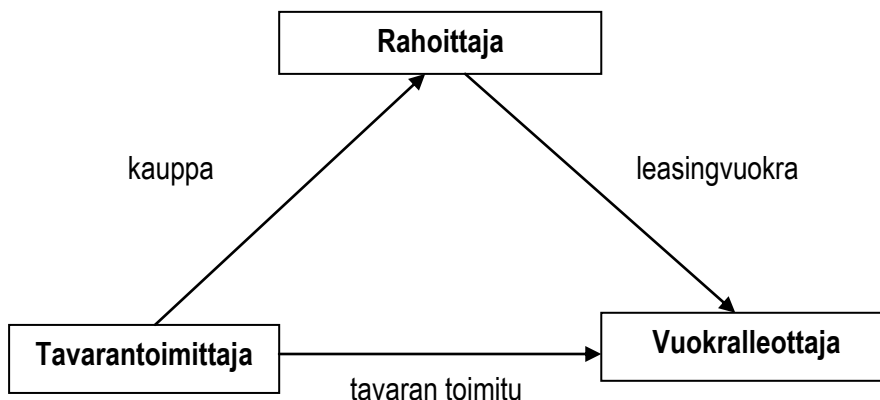 Rahoittaja
kauppa
leasingvuokra
Tavarantoimittaja
Vuokralleottaja
tavaran toimitu